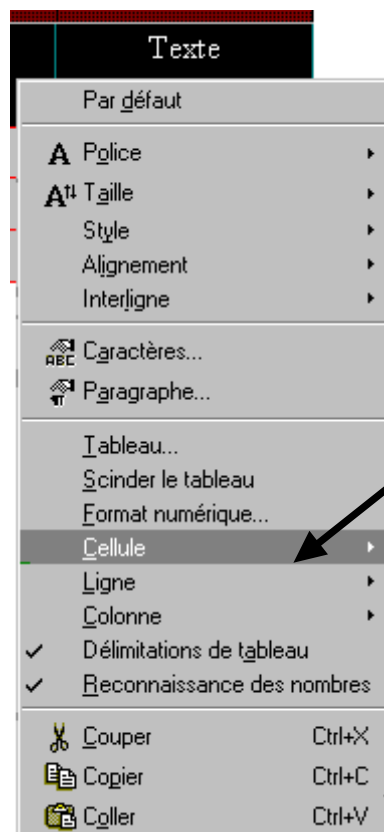 Texte
Par défaut
A Police
A Taille
Style
Alignement
Interligne
ABC Caractères...
Paragraphe...
Tableau...
Scinder le tableau
Format numérique...
Cellule
Ligne
Colonne
Délimitations de tableau
Reconnaissance des nombres
Couper Ctrl+X
Copier Ctrl+C
Coller Ctrl+V